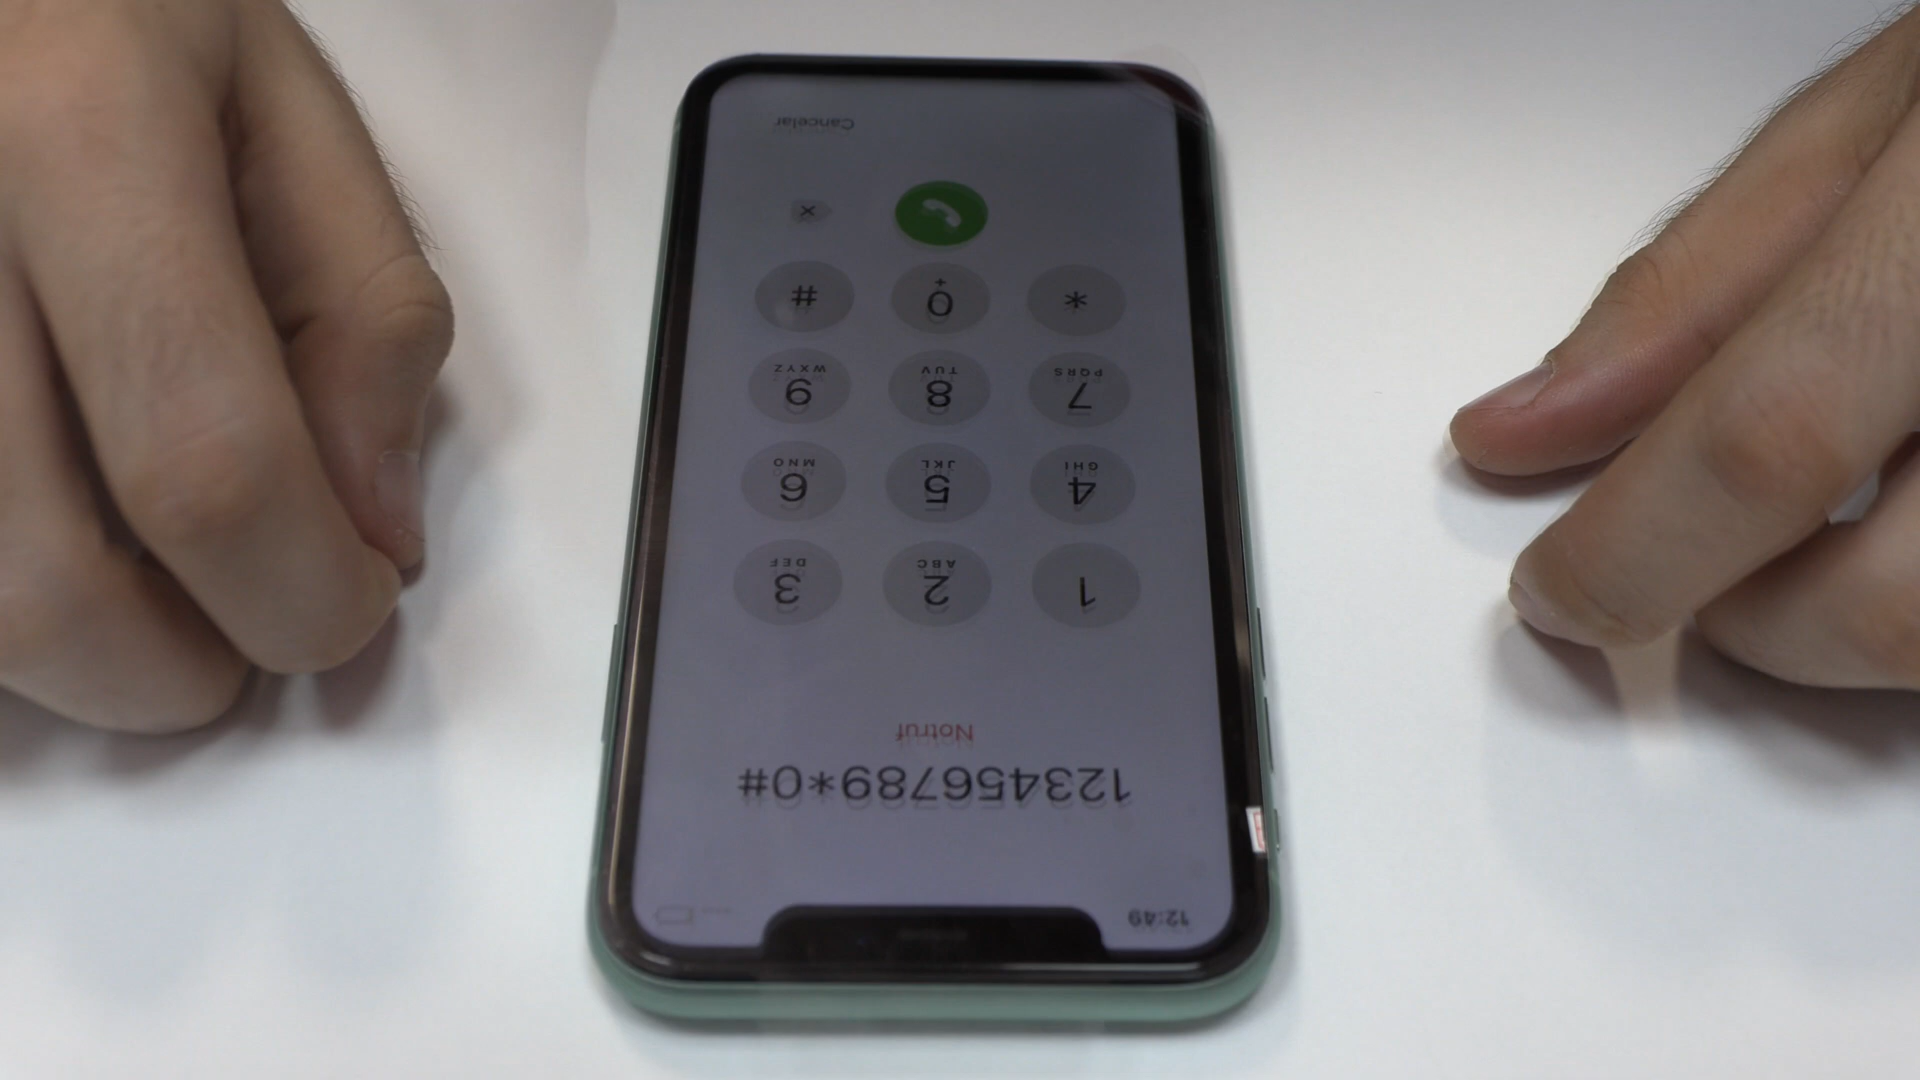 12:49
123456789*0#
Notruf
1
2
ABC
3
DEF
4
GHI
5
JKL
6
MNO
7
PQRS
8
TUV
9
WXYZ
*
0
+
#
Cancelar